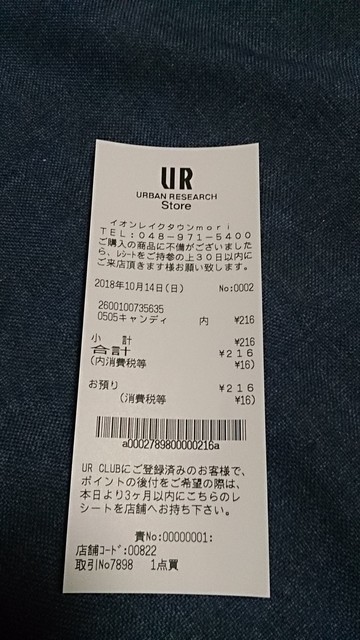 UR
URBAN RESEARCH
Store
イオンレイクタウンmori
TEL:048-971-5400
ご購入の商品に不備がございました
ら、ﾚｼｰﾄをご持参の上30日以内に
ご来店頂きます様お願い致します。
2018年10月14日(日) No:0002
2600100735635
0505キャンディ 内 ¥216
小 計 ¥216
合計 ¥216
(内消費税等 ¥16)
お預り ¥216
(消費税等 ¥16)
a0002789800000216a
UR CLUBにご登録済みのお客様で、
ポイントの後付をご希望の際は、
本日より3ヶ月以内にこちらのレ
シートを店舗へお持ち下さい。
責No:00000001:
店舗ｺｰﾄﾞ:00822
取引No7898 1点買